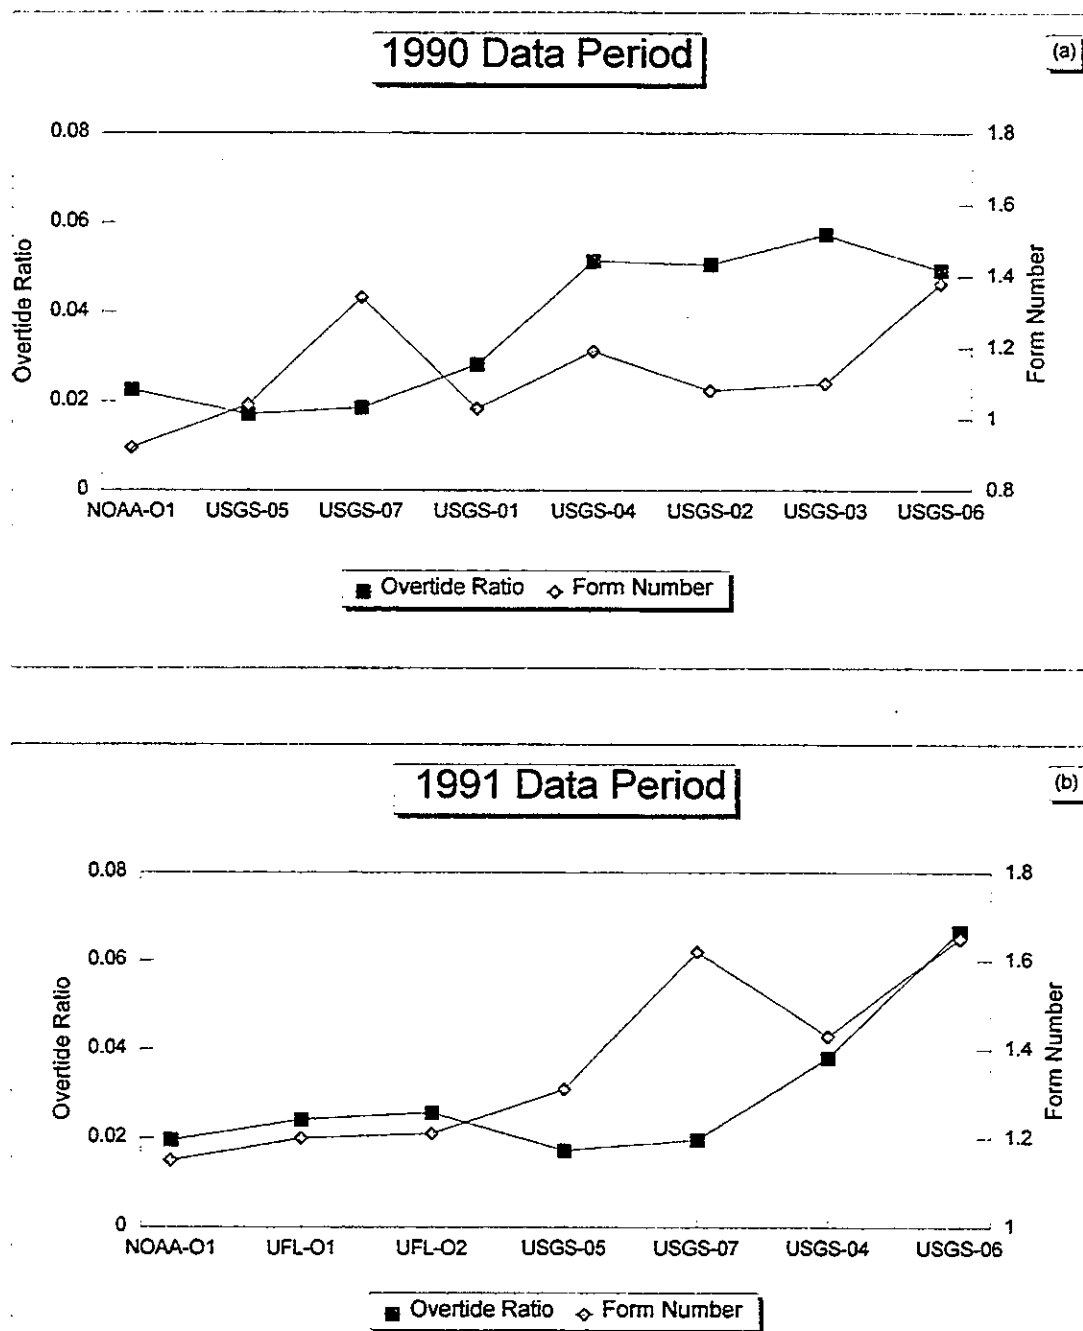 1990 Data Period
(a)
0.08
0.06
0.04
0.02
0
Overtide Ratio
1.8
1.6
1.4
1.2
1
0.8
Form Number
NOAA-O1 USGS-05 USGS-07 USGS-01 USGS-04 USGS-02 USGS-03 USGS-06
Overtide Ratio Form Number
1991 Data Period
(b)
0.08
0.06
0.04
0.02
0
Overtide Ratio
1.8
1.6
1.4
1.2
1
Form Number
NOAA-O1 UFL-O1 UFL-O2 USGS-05 USGS-07 USGS-04 USGS-06
Overtide Ratio Form Number